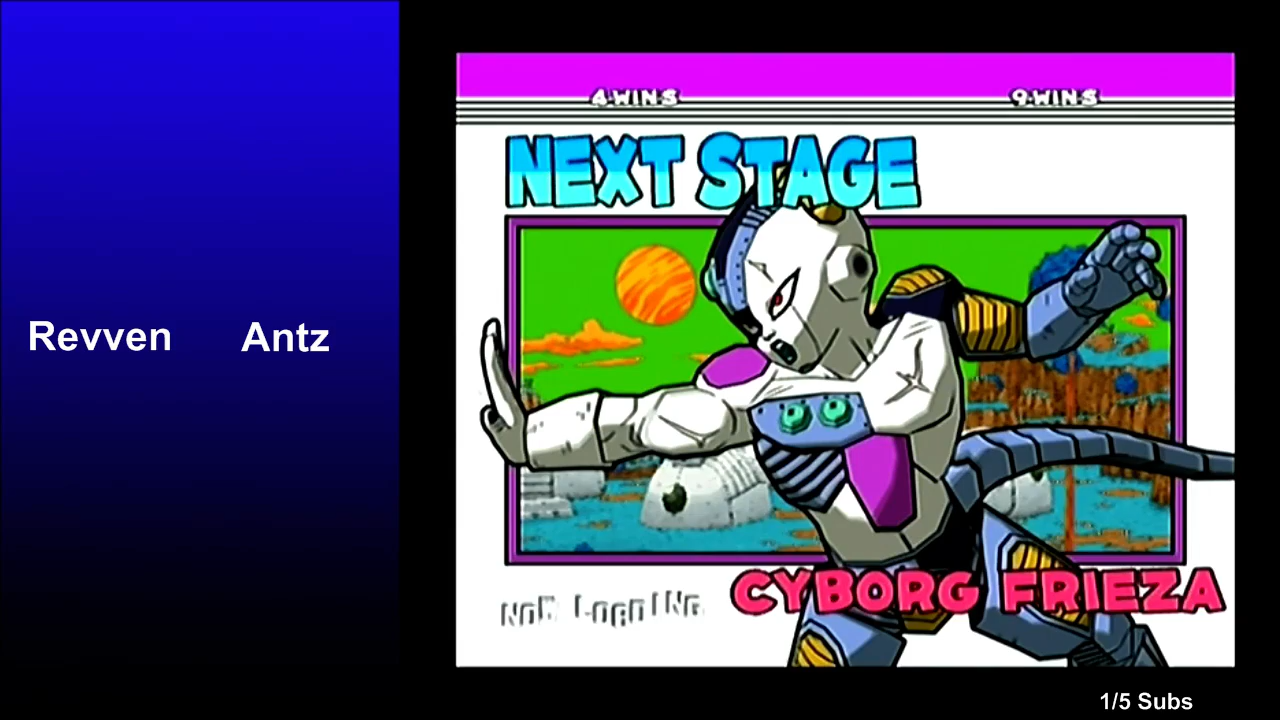 4 WINS
9 WINS
NEXT STAGE
Revven
Antz
NOW LOADING
CYBORG FRIEZA
1/5 Subs